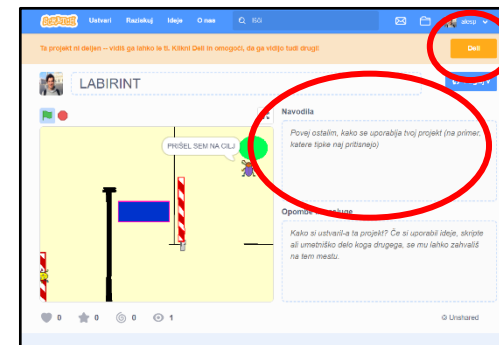 SCRATCH Ustvari Raziskuj Ideje O nas Išči
Ta projekt ni deljen -- vidiš ga lahko le ti. Klikni Deli in omogoči, da ga vidijo tudi drugi!
Deli
LABIRINT
Navodila
Povej ostalim, kako se uporablja tvoj projekt (na primer,
katere tipke naj pritisnejo)
PRIŠEL SEM NA CILJ
Opombe
Kako si ustvaril-a ta projekt? Če si uporabil ideje, skripte
ali umetniško delo koga drugega, se mu lahko zahvališ
na tem mestu.
0 0 0 1
Unshared